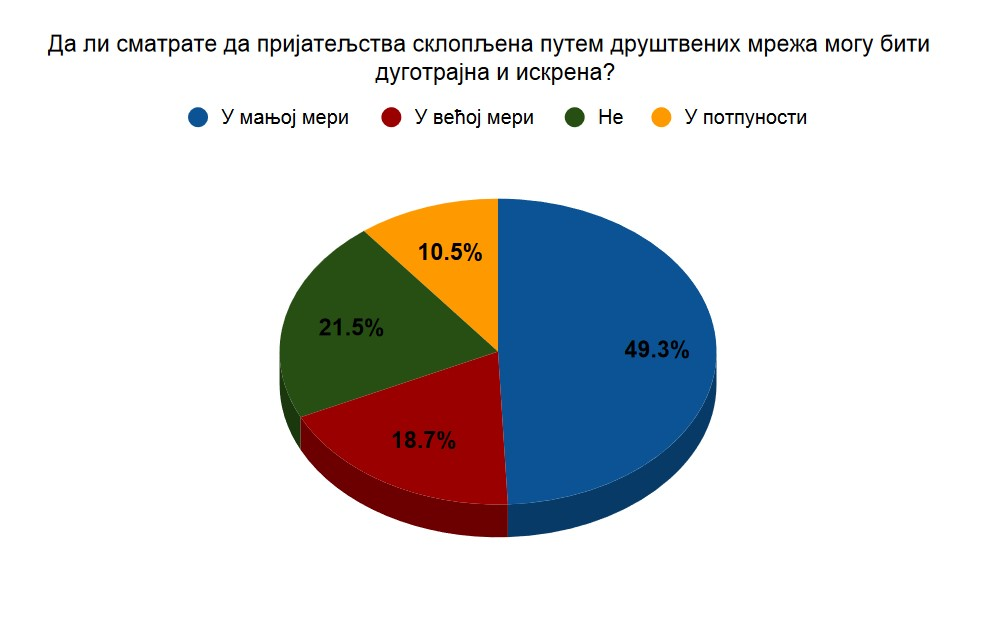 Да ли сматрате да пријатељства склопљена путем друштвених мрежа могу бити
дуготрајна и искрена?
У мањој мери У већој мери Не У потпуности
10.5%
21.5%
49.3%
18.7%